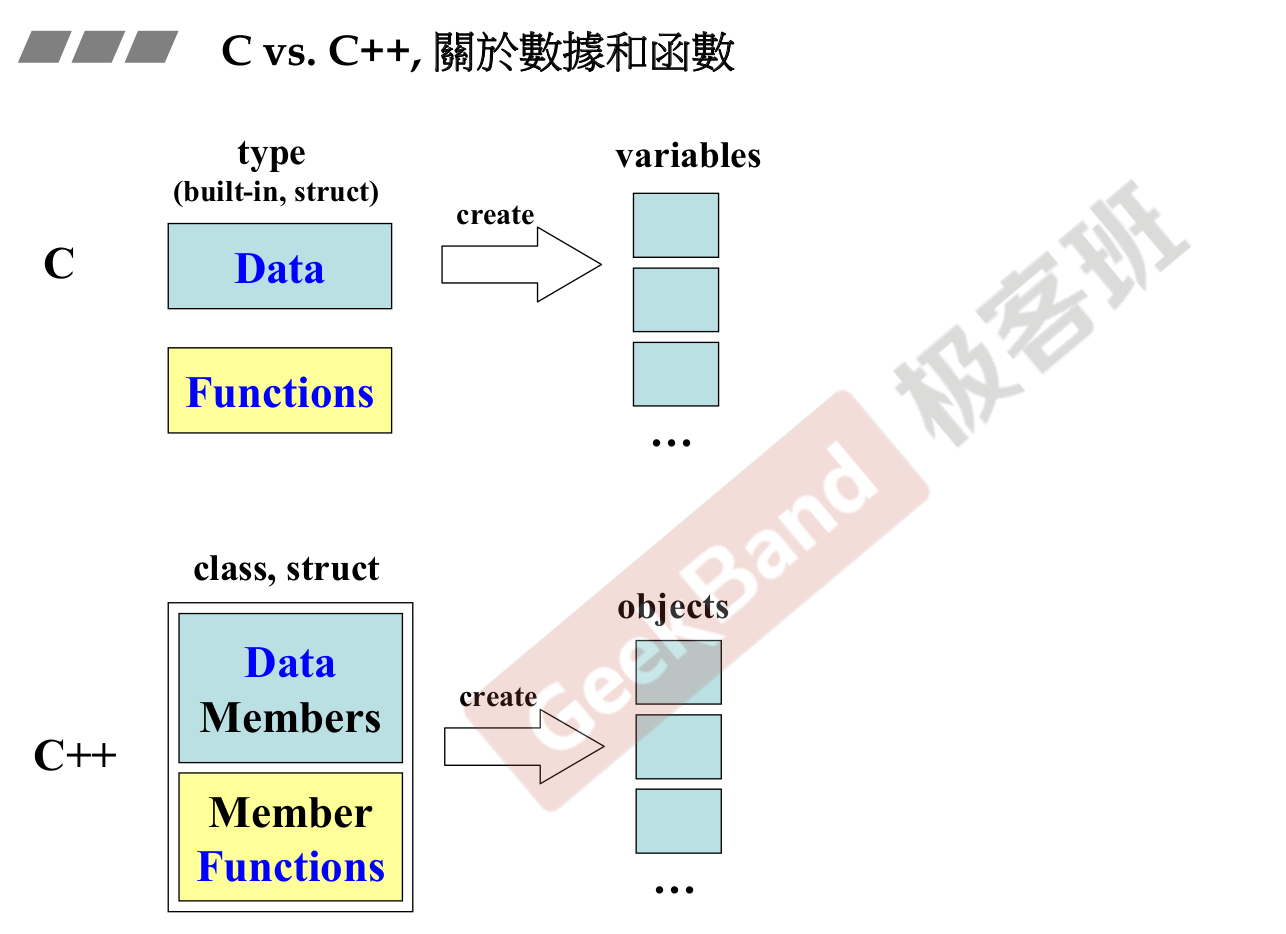 C vs. C++, 關於數據和函數
type
(built-in, struct)
variables
create
C
Data
Functions
…
class, struct
objects
Data
Members
create
C++
Member
Functions
…
GeekBand 极客班